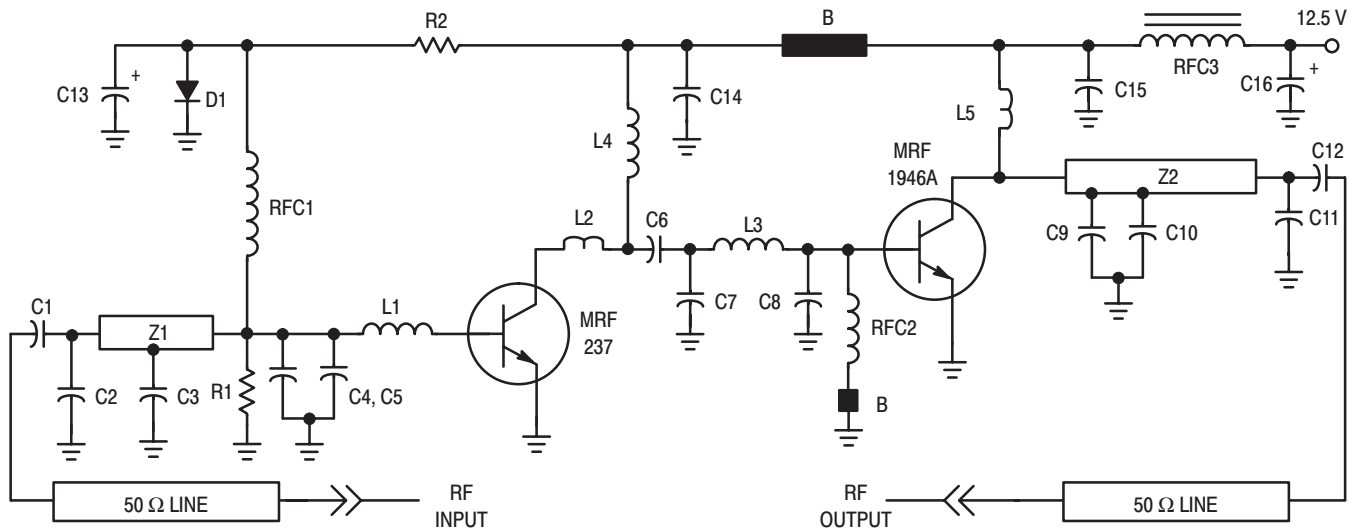 R2
B
12.5 V
C13
+
D1
C14
L4
L5
C15
RFC3
C16
+
RFC1
MRF
1946A
C12
Z2
L2
C6
L3
C9
C10
C11
C1
Z1
L1
MRF
237
C7
C8
RFC2
C2
C3
R1
C4, C5
B
50 Ω LINE
RF
INPUT
RF
OUTPUT
50 Ω LINE